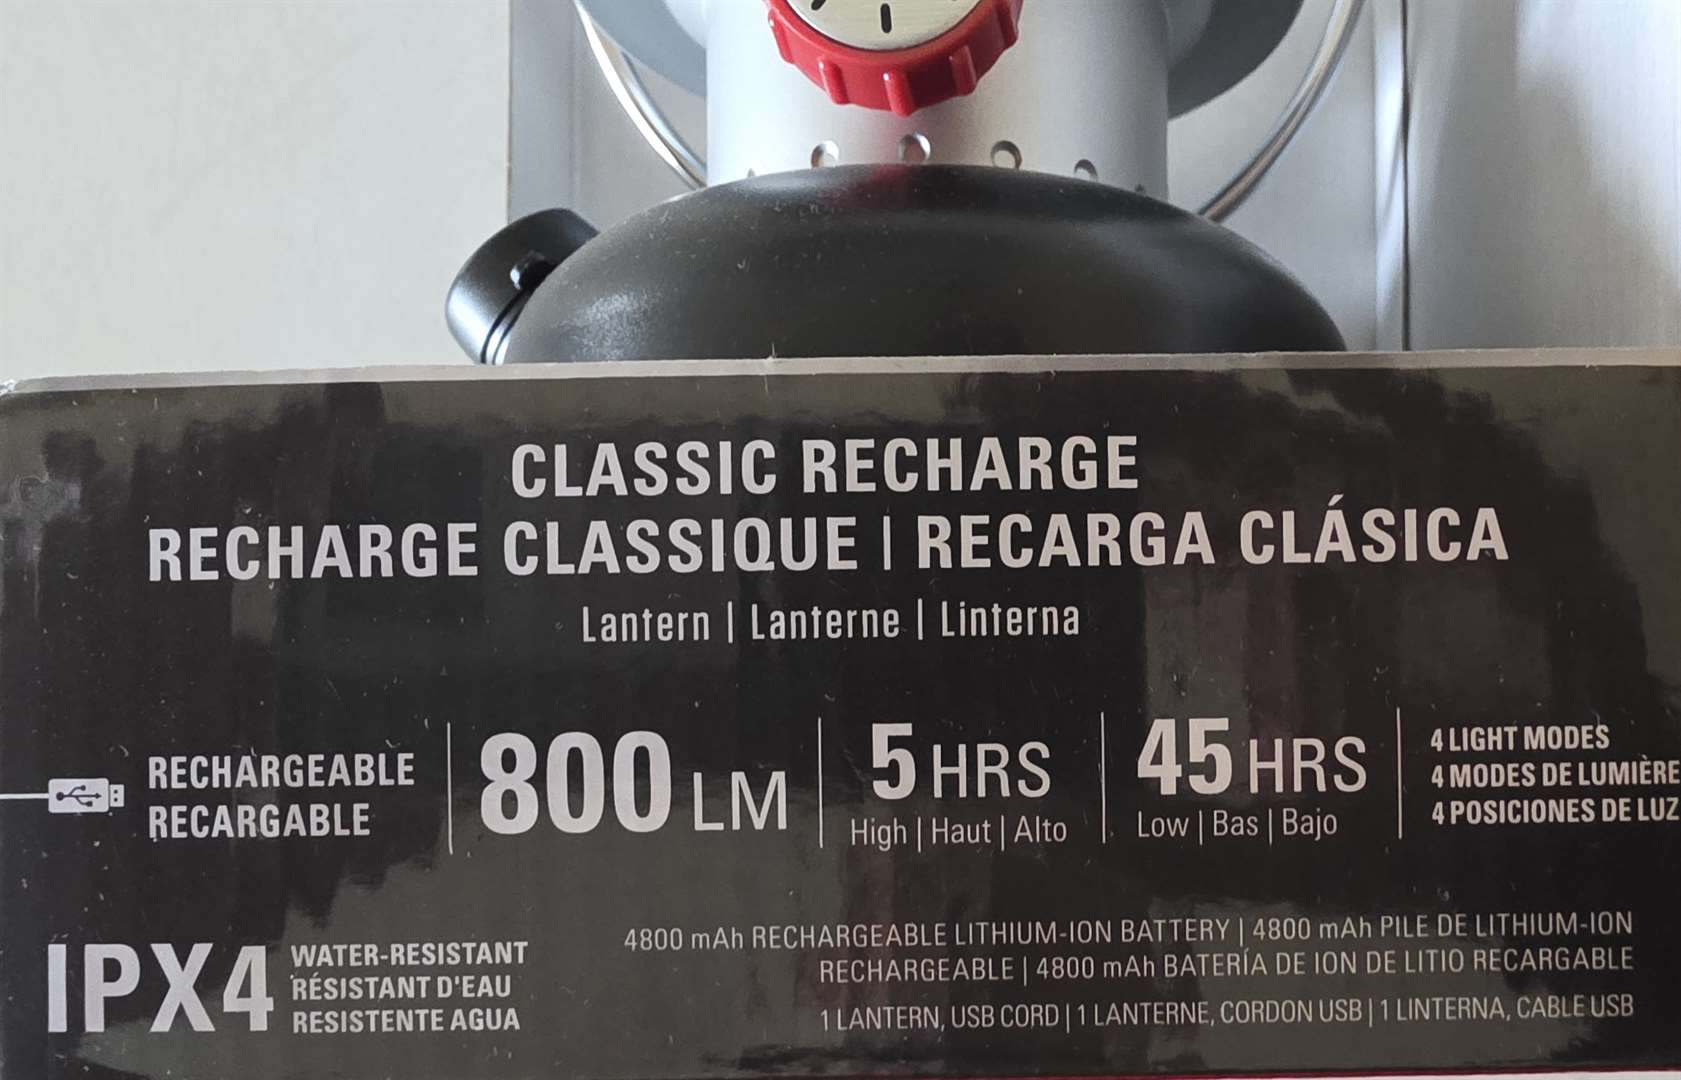 CLASSIC RECHARGE
RECHARGE CLASSIQUE | RECARGA CLÁSICA
Lantern | Lanterne | Linterna
RECHARGEABLE
RECARGABLE
800 LM
5 HRS
High | Haut | Alto
45 HRS
Low | Bas | Bajo
4 LIGHT MODES
4 MODES DE LUMIÈRE
4 POSICIONES DE LUZ
IPX4
WATER-RESISTANT
RÉSISTANT D'EAU
RESISTENTE AGUA
4800 mAh RECHARGEABLE LITHIUM-ION BATTERY | 4800 mAh PILE DE LITHIUM-ION
RECHARGEABLE | 4800 mAh BATERÍA DE ION DE LITIO RECARGABLE
1 LANTERN, USB CORD | 1 LANTERNE, CORDON USB | 1 LINTERNA, CABLE USB